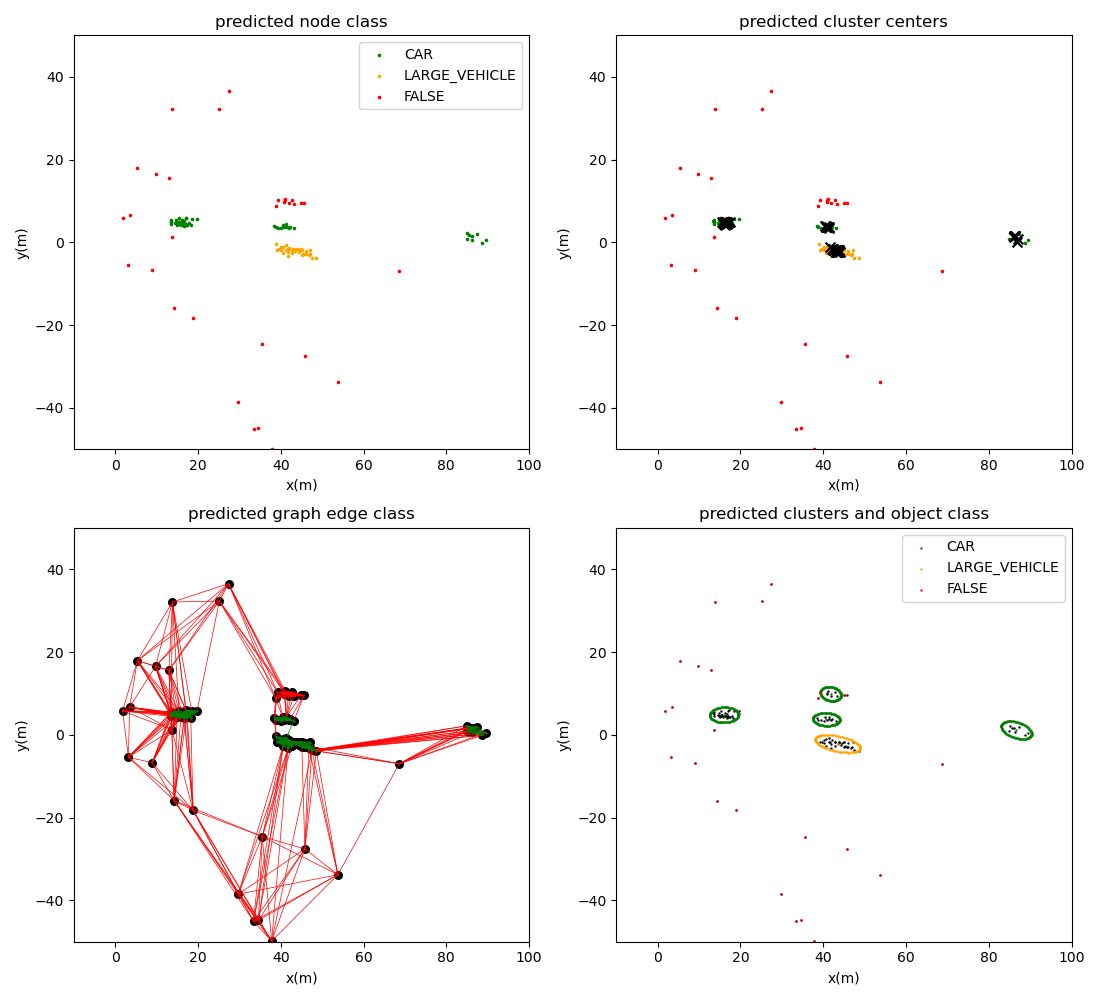 predicted node class
CAR
LARGE_VEHICLE
FALSE
40
20
0
−20
−40
y(m)
0 20 40 60 80 100
x(m)
predicted cluster centers
40
20
0
−20
−40
y(m)
0 20 40 60 80 100
x(m)
predicted graph edge class
40
20
0
−20
−40
y(m)
0 20 40 60 80 100
x(m)
predicted clusters and object class
CAR
LARGE_VEHICLE
FALSE
40
20
0
−20
−40
y(m)
0 20 40 60 80 100
x(m)